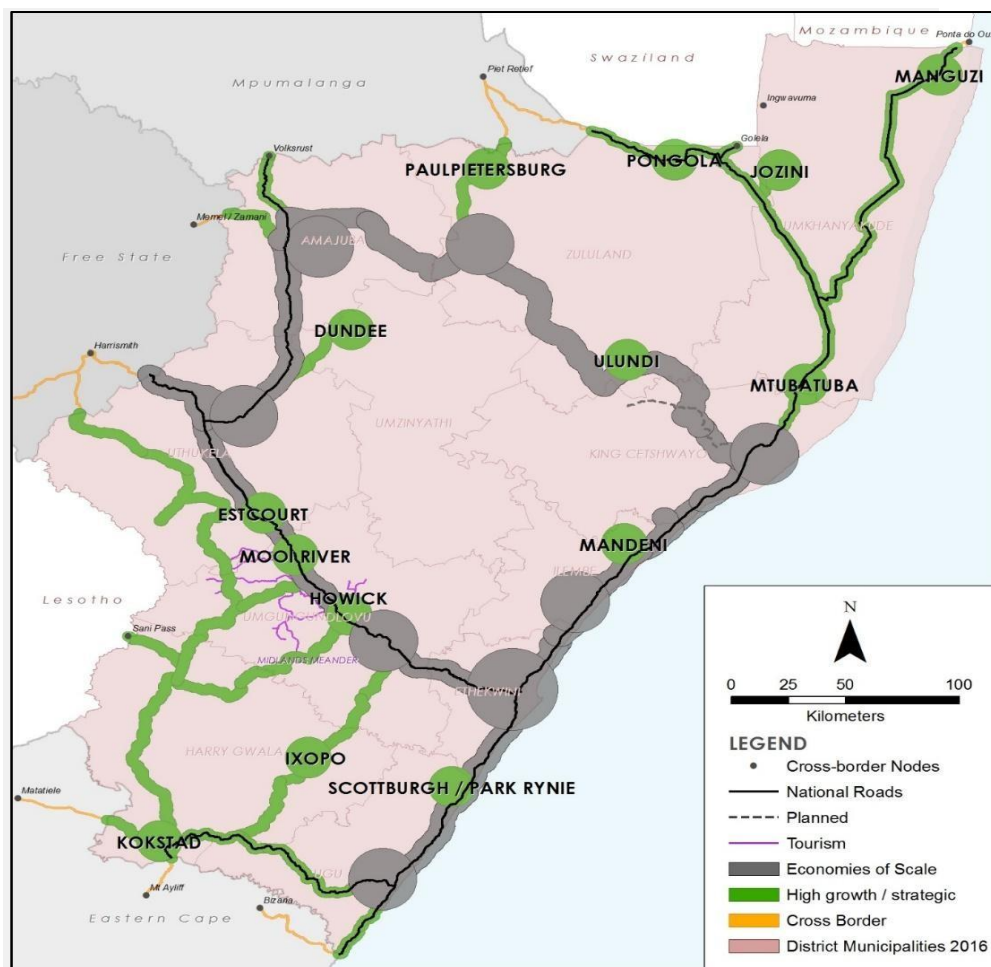 Mozambique
Ponta do Ou
Swaziland
Mpumalanga
Piet Retief
MANGUZI
Ingwavuma
Volksrust
Golela
PONGOLA
PAULPIETERSBURG
JOZINI
Memel / Zamani
UMKHANYAKUDE
AMAJUBA
Free State
ZULULAND
DUNDEE
Harrismith
ULUNDI
MTUBATUBA
UMZINYATHI
UTHUKELA
KING CETSHWAYO
ESTCOURT
MANDENI
MOOI RIVER
ILEMBE
Lesotho
HOWICK
UMGUNGUNDLOVU
Sani Pass
MIDLANDS MEANDER
ETHEKWINI
HARRY GWALA
IXOPO
SCOTTBURGH / PARK RYNIE
Matatiele
KOKSTAD
UGU
Mt Ayliff
Bizana
Eastern Cape
N
0 25 50 100
Kilometers
LEGEND
Cross-border Nodes
National Roads
Planned
Tourism
Economies of Scale
High growth / strategic
Cross Border
District Municipalities 2016